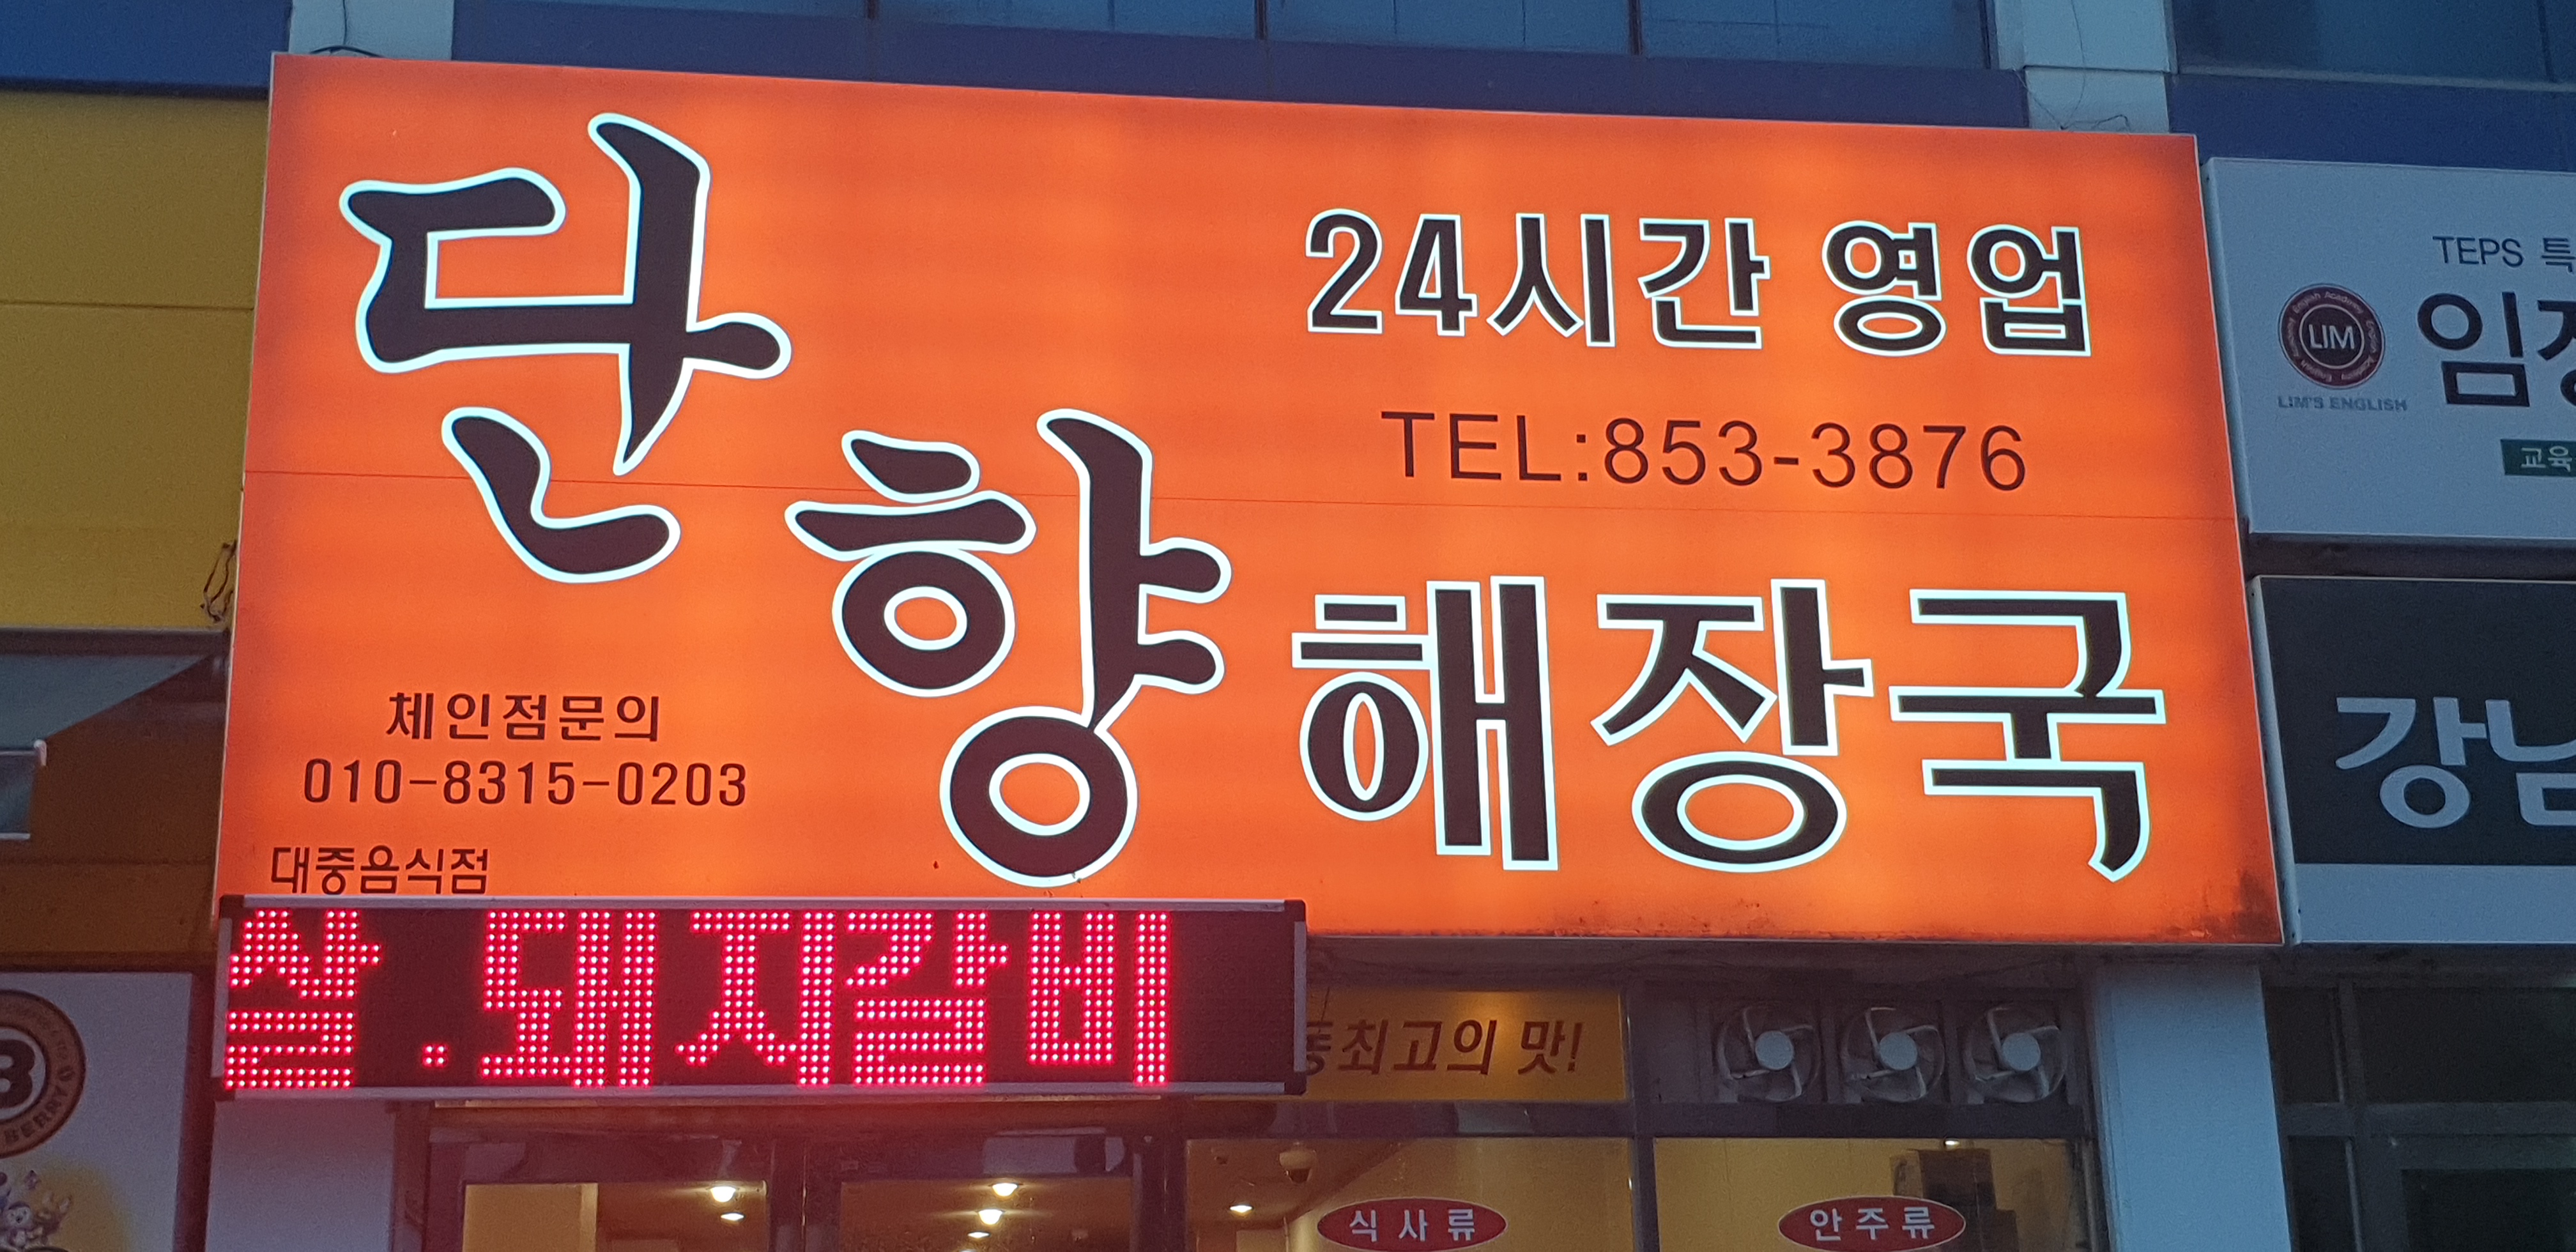 단향
24시간 영업
TEL:853-3876
해장국
체인점문의
010-8315-0203
대중음식점
살.돼지갈비
최고의 맛!
식사류
안주류
TEPS 특
LIM
LIM'S ENGLISH
임
교육
강남
BERRY